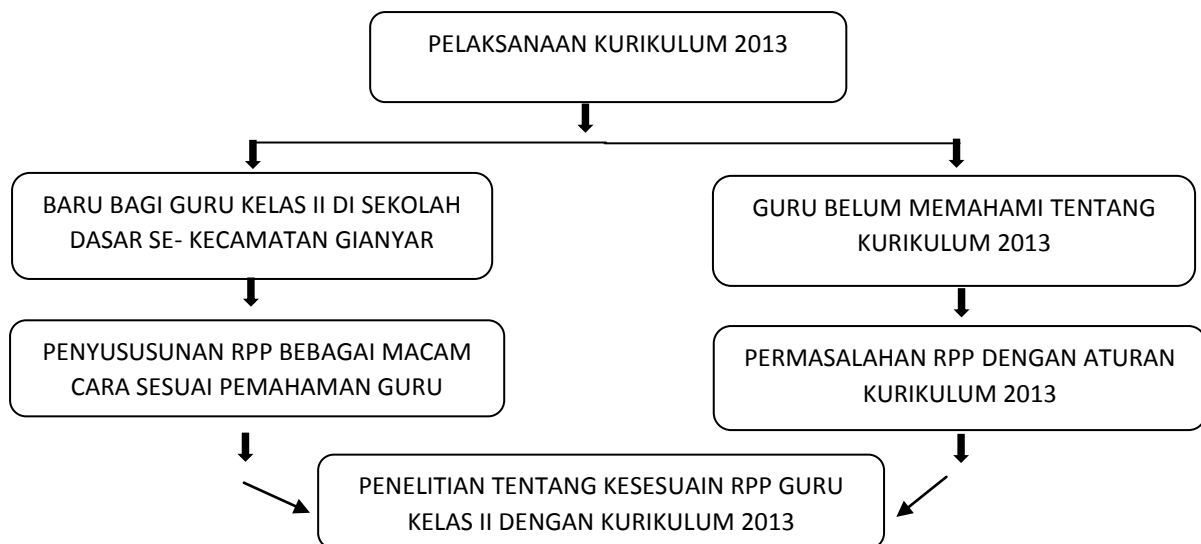 PELAKSANAAN KURIKULUM 2013
BARU BAGI GURU KELAS II DI SEKOLAH
DASAR SE- KECAMATAN GIANYAR
GURU BELUM MEMAHAMI TENTANG
KURIKULUM 2013
PENYUSUSUNAN RPP BEBAGAI MACAM
CARA SESUAI PEMAHAMAN GURU
PERMASALAHAN RPP DENGAN ATURAN
KURIKULUM 2013
PENELITIAN TENTANG KESESUAIN RPP GURU
KELAS II DENGAN KURIKULUM 2013